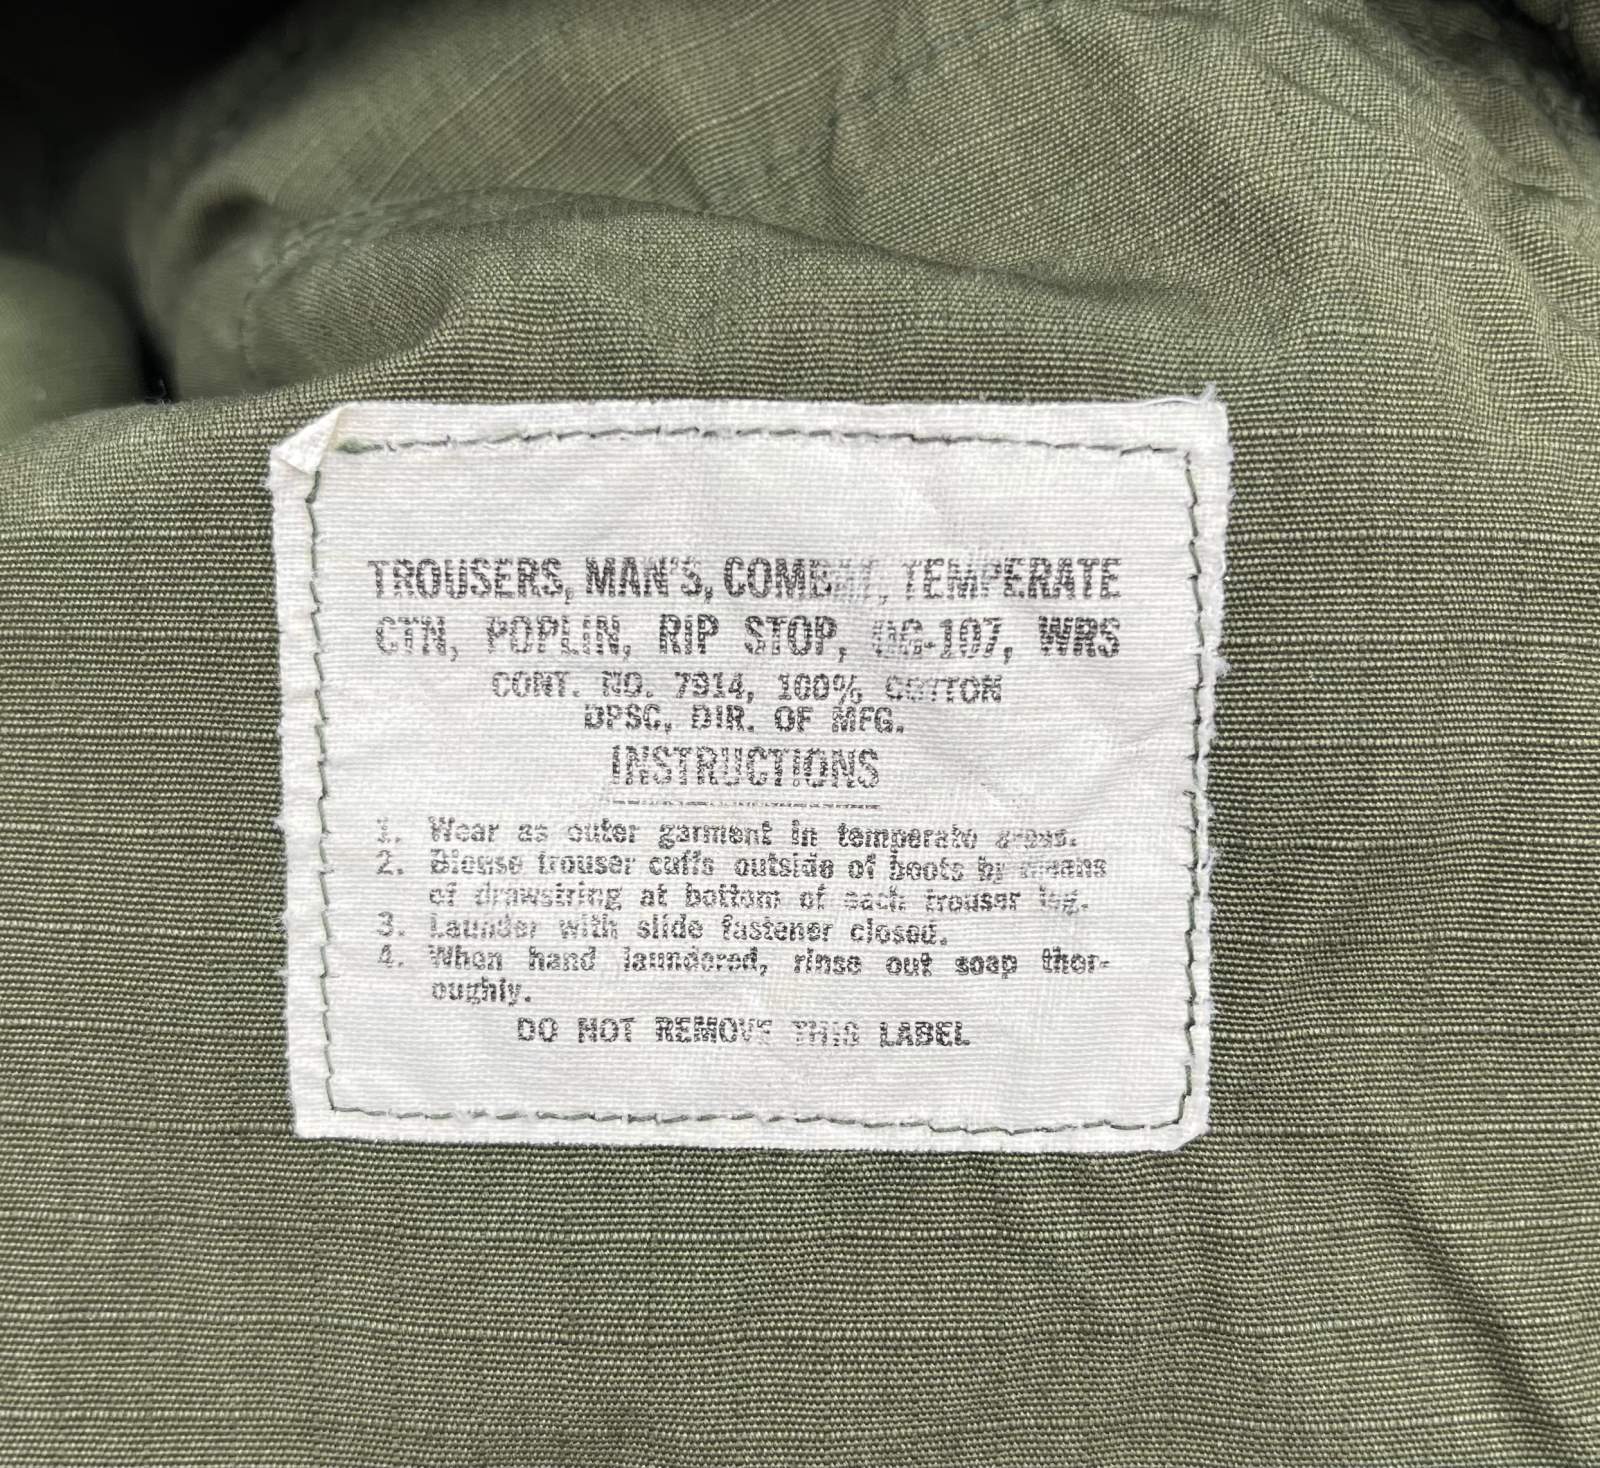 TROUSERS, MAN'S, COMBAT, TEMPERATE
CTN, POPLIN, RIP STOP, OG-107, WRS
CONT. NO. 7914, 100% COTTON
DPSC, DIR. OF MFG.
INSTRUCTIONS
1. Wear as outer garment in temperate areas.
2. Blouse trouser cuffs outside of boots by means
of drawstring at bottom of each trouser leg.
3. Launder with slide fastener closed.
4. When hand laundered, rinse out soap thor-
oughly.
DO NOT REMOVE THIS LABEL